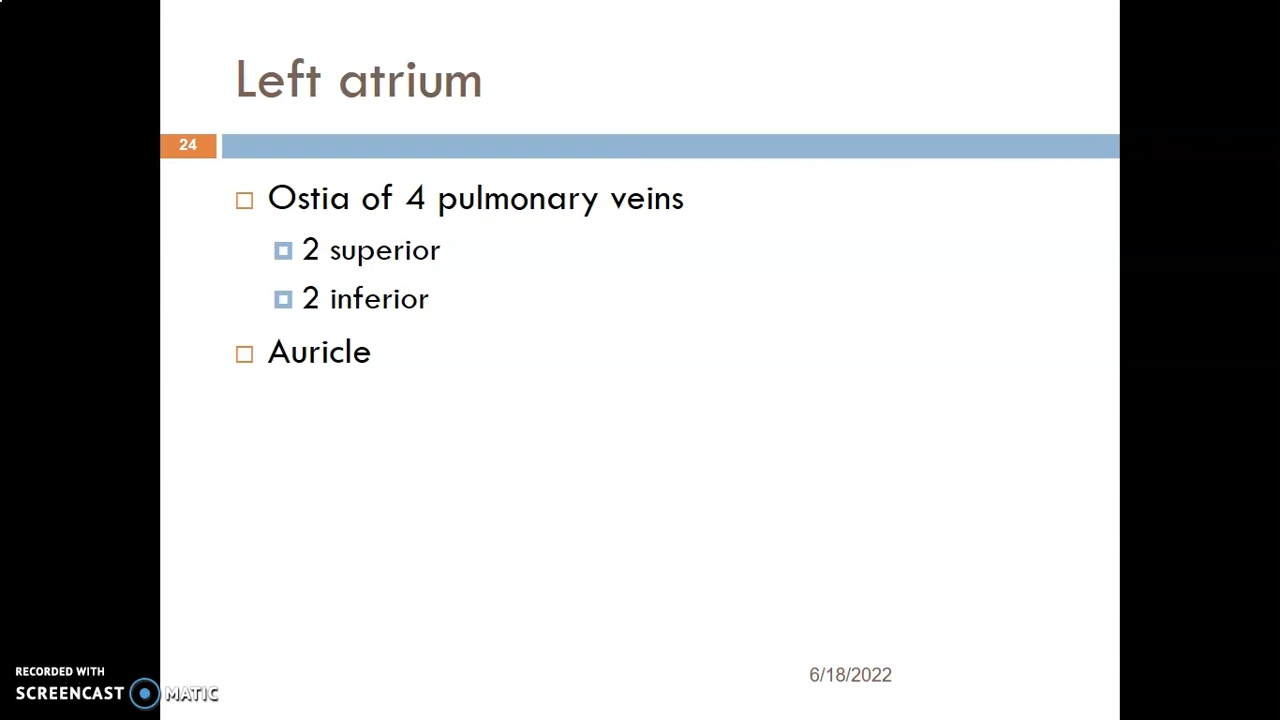 Left atrium
24
Ostia of 4 pulmonary veins
2 superior
2 inferior
Auricle
6/18/2022
RECORDED WITH
SCREENCAST MATIC